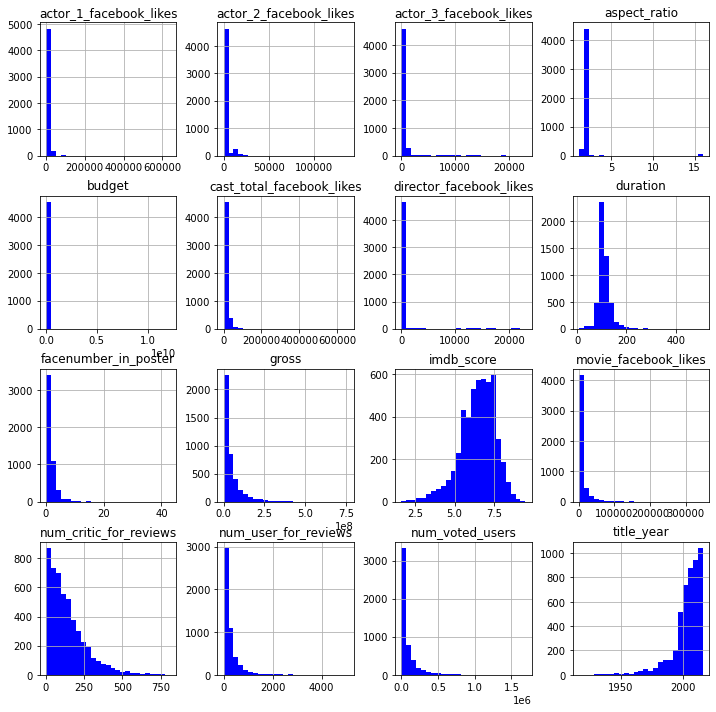 actor_1_facebook_likes
5000
4000
3000
2000
1000
0
0 200000 400000 600000
actor_2_facebook_likes
4000
3000
2000
1000
0
0 50000 100000
actor_3_facebook_likes
4000
3000
2000
1000
0
0 10000 20000
aspect_ratio
4000
3000
2000
1000
0
5 10 15
budget
4000
3000
2000
1000
0
0.0 0.5 1.0
1e10
cast_total_facebook_likes
4000
3000
2000
1000
0
0 200000 400000 600000
director_facebook_likes
4000
3000
2000
1000
0
0 10000 20000
duration
2000
1500
1000
500
0
200 400
facenumber_in_poster
3000
2000
1000
0
0 20 40
gross
2000
1500
1000
500
0
0.0 2.5 5.0 7.5
1e8
imdb_score
600
400
200
0
2.5 5.0 7.5
movie_facebook_likes
4000
3000
2000
1000
0
0 100000 200000 300000
num_critic_for_reviews
800
600
400
200
0
0 250 500 750
num_user_for_reviews
3000
2000
1000
0
0 2000 4000
num_voted_users
3000
2000
1000
0
0.0 0.5 1.0 1.5
1e6
title_year
1000
800
600
400
200
0
1950 2000